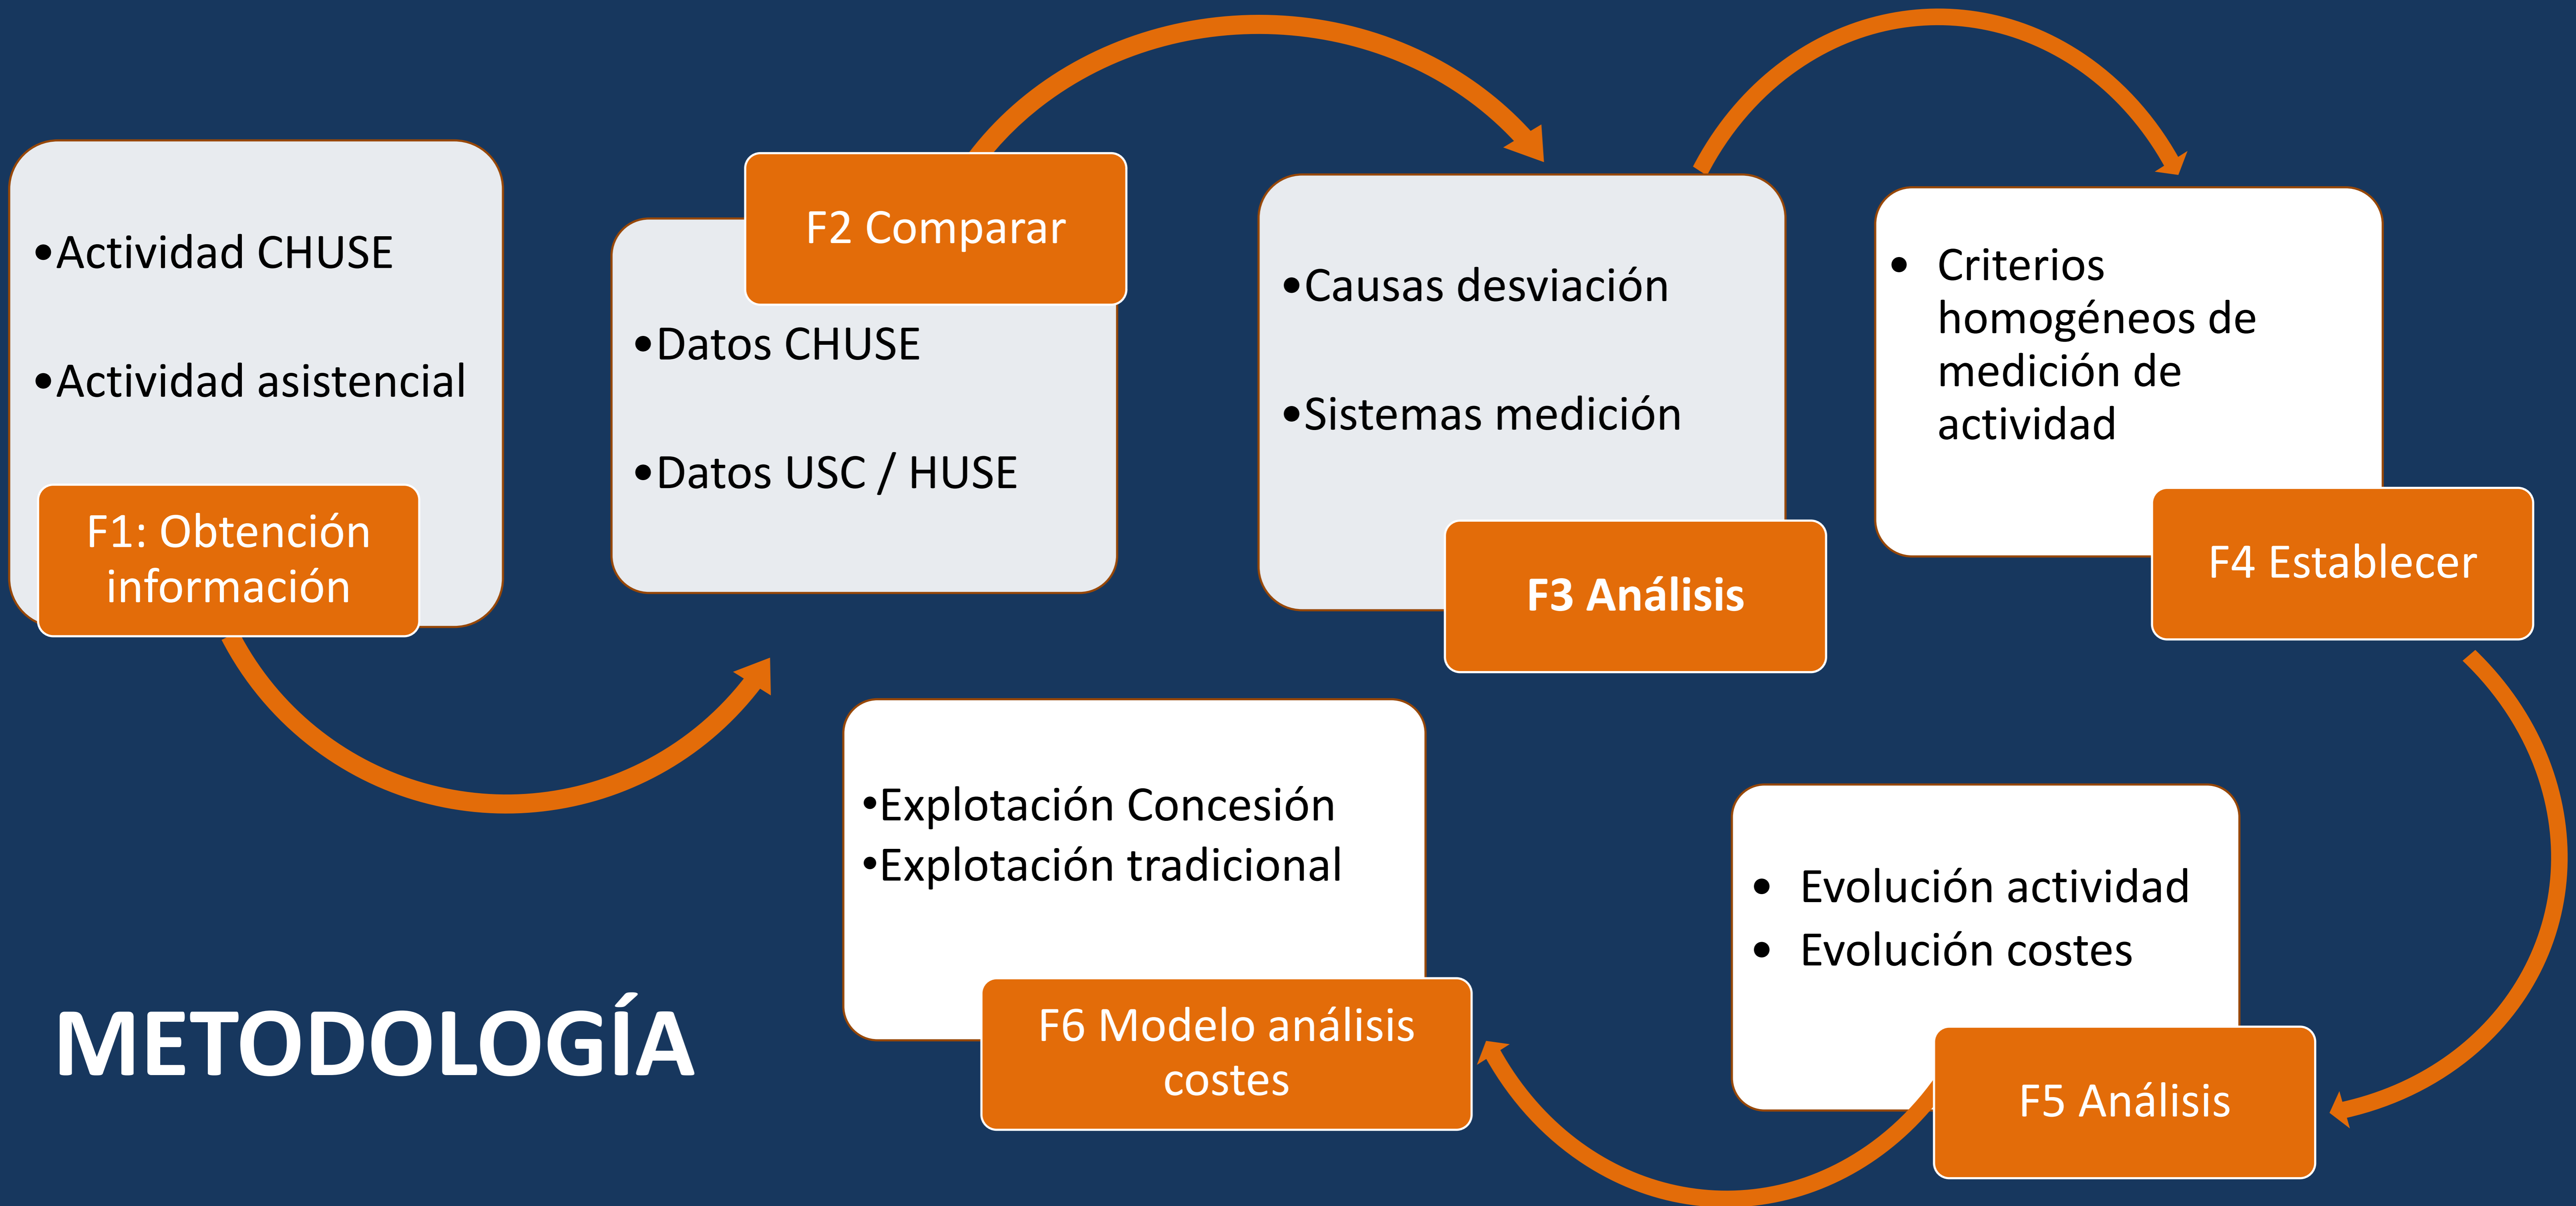 •Actividad CHUSE
•Actividad asistencial
F1: Obtención
información
F2 Comparar
•Datos CHUSE
•Datos USC / HUSE
•Causas desviación
•Sistemas medición
F3 Análisis
• Criterios
homogéneos de
medición de
actividad
F4 Establecer
• Evolución actividad
• Evolución costes
F5 Análisis
•Explotación Concesión
•Explotación tradicional
F6 Modelo análisis
costes
METODOLOGÍA